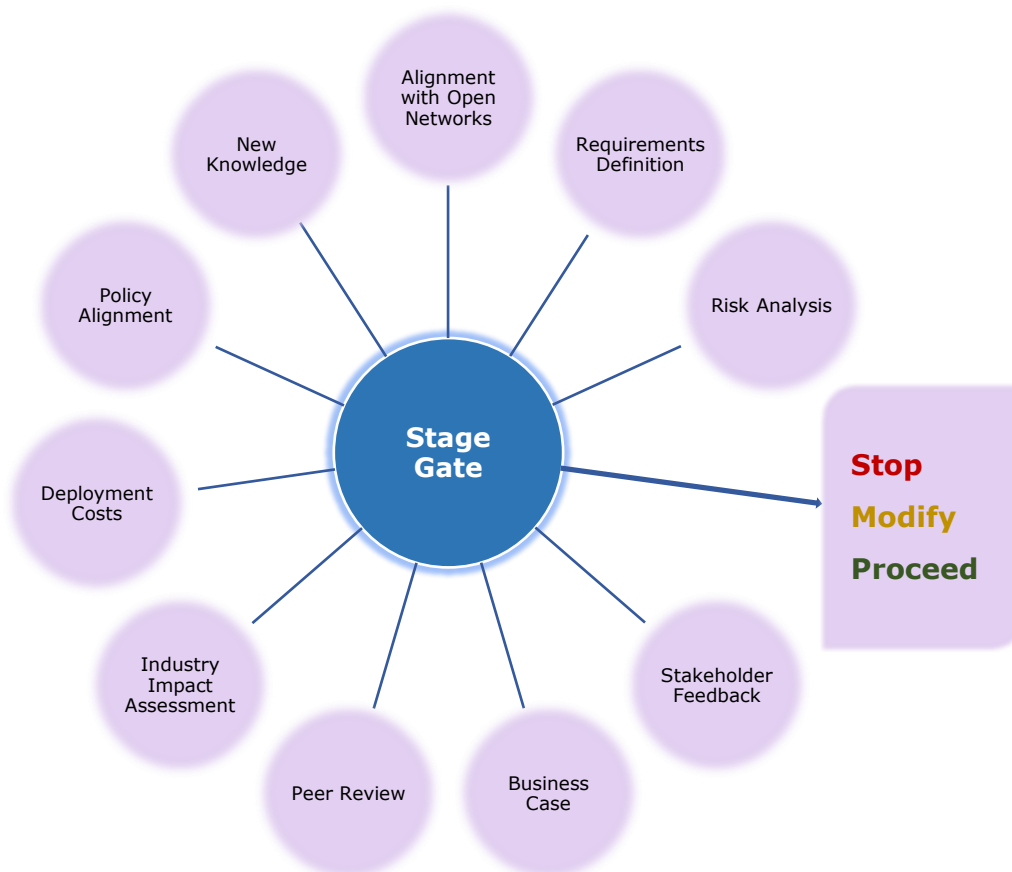 Alignment
with Open
Networks
New
Knowledge
Requirements
Definition
Policy
Alignment
Risk Analysis
Stage
Gate
Stop
Modify
Proceed
Deployment
Costs
Industry
Impact
Assessment
Stakeholder
Feedback
Peer Review
Business
Case